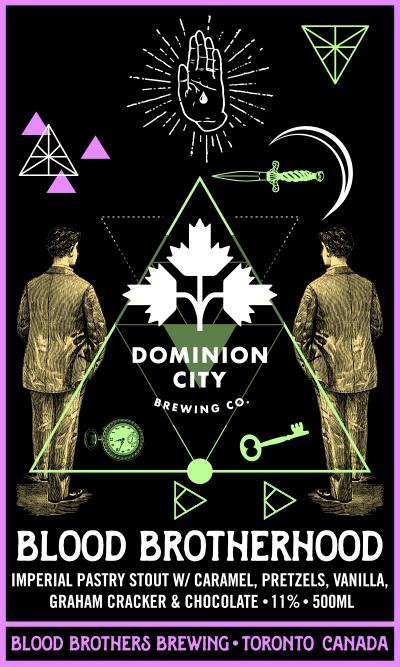 DOMINION
CITY
BREWING CO.
BLOOD BROTHERHOOD
IMPERIAL PASTRY STOUT W/ CARAMEL, PRETZELS, VANILLA,
GRAHAM CRACKER & CHOCOLATE • 11% • 500ML
BLOOD BROTHERS BREWING • TORONTO CANADA